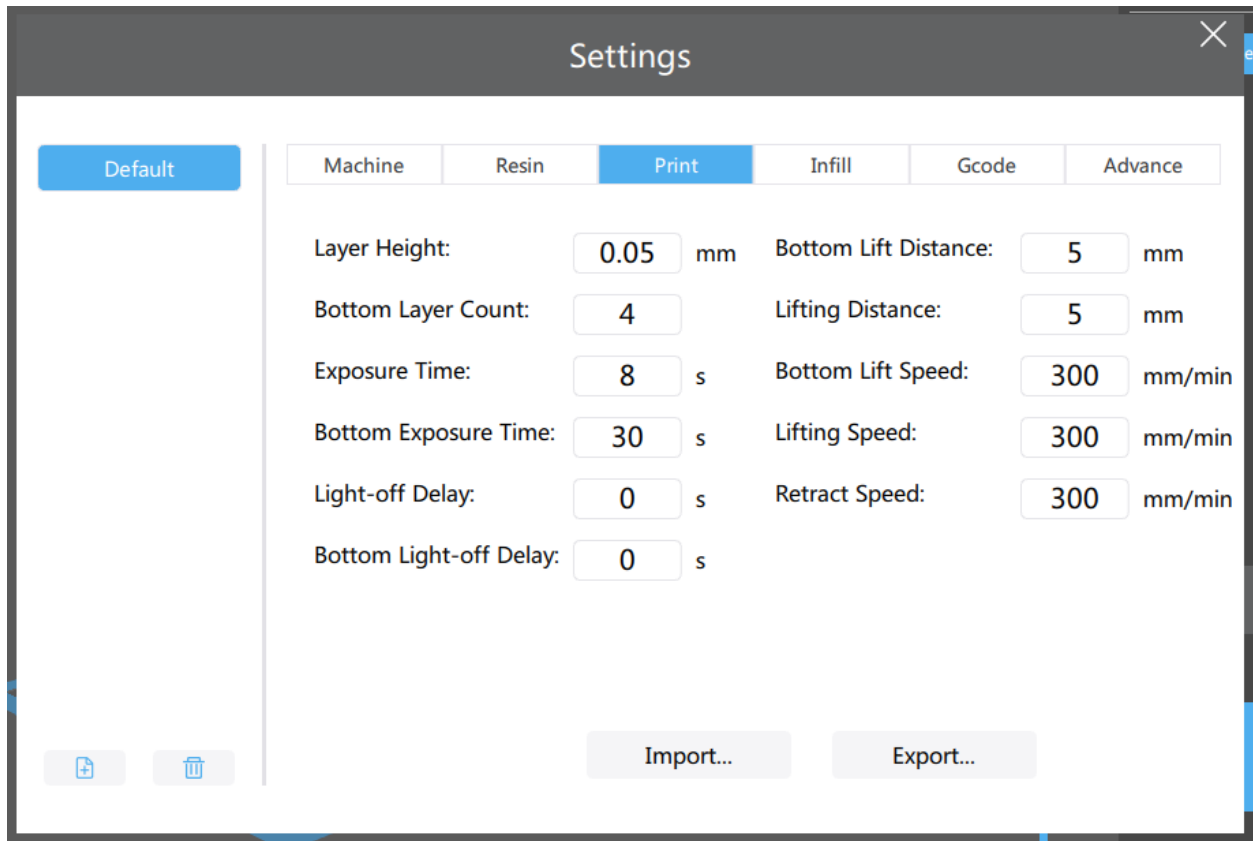 Settings
Default
Machine Resin Print Infill Gcode Advance
Layer Height: 0.05 mm Bottom Lift Distance: 5 mm
Bottom Layer Count: 4 Lifting Distance: 5 mm
Exposure Time: 8 s Bottom Lift Speed: 300 mm/min
Bottom Exposure Time: 30 s Lifting Speed: 300 mm/min
Light-off Delay: 0 s Retract Speed: 300 mm/min
Bottom Light-off Delay: 0 s
Import... Export...